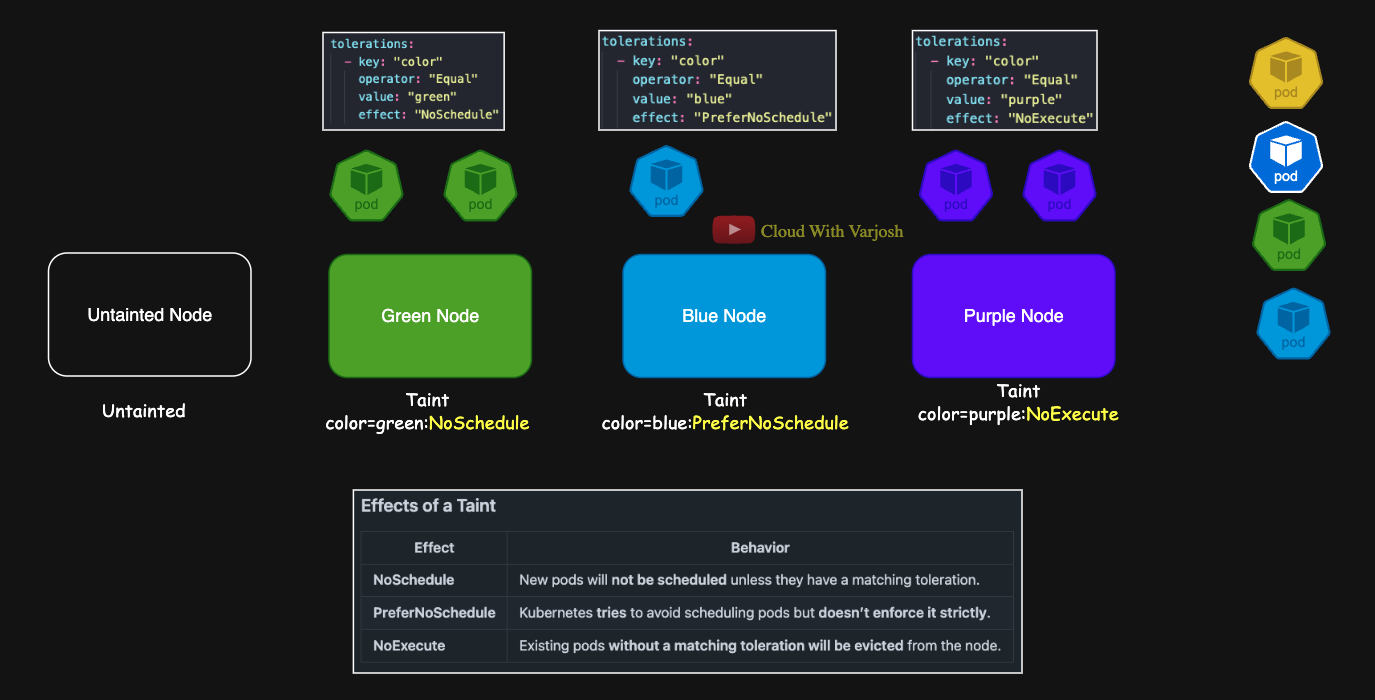 tolerations:
- key: "color"
operator: "Equal"
value: "green"
effect: "NoSchedule"
tolerations:
- key: "color"
operator: "Equal"
value: "blue"
effect: "PreferNoSchedule"
tolerations:
- key: "color"
operator: "Equal"
value: "purple"
effect: "NoExecute"
pod
pod
pod
pod
pod
pod
pod
pod
pod
Cloud With Varjosh
Untainted Node
Green Node
Blue Node
Purple Node
Untainted
Taint
color=green:NoSchedule
Taint
color=blue:PreferNoSchedule
Taint
color=purple:NoExecute
Effects of a Taint
Effect Behavior
NoSchedule New pods will not be scheduled unless they have a matching toleration.
PreferNoSchedule Kubernetes tries to avoid scheduling pods but doesn’t enforce it strictly.
NoExecute Existing pods without a matching toleration will be evicted from the node.